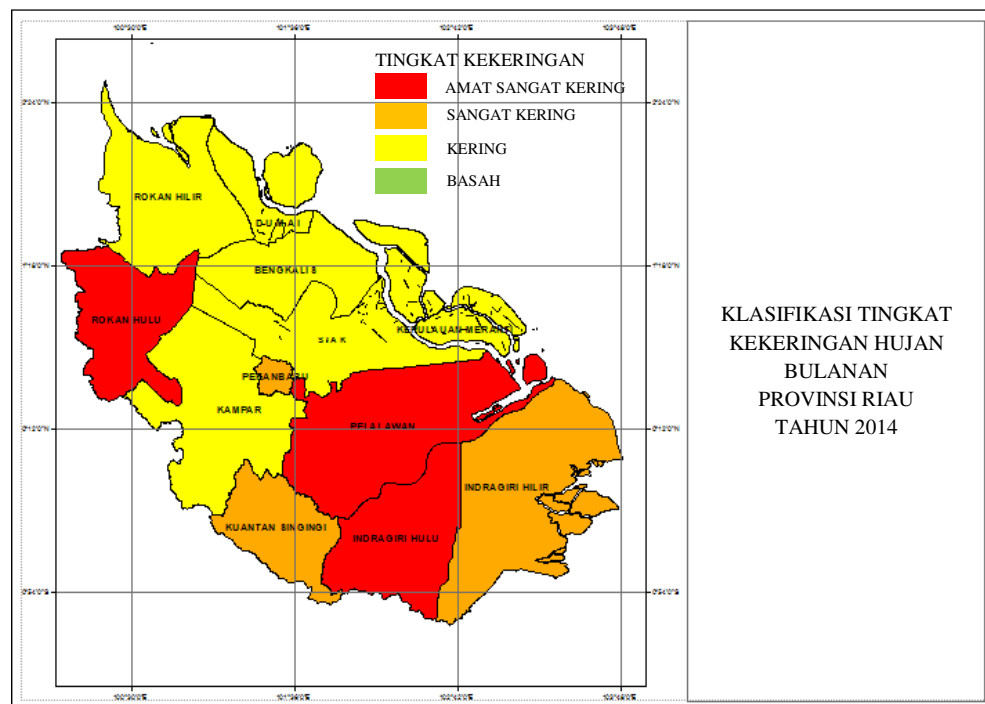 TINGKAT KEKERINGAN
AMAT SANGAT KERING
SANGAT KERING
KERING
BASAH
ROKAN HILIR
DUMAI
BENGKALIS
ROKAN HULU
KEPULAUAN MERANTI
SIAK
PEKANBARU
KAMPAR
PELALAWAN
INDRAGIRI HILIR
KUANTAN SINGINGI
INDRAGIRI HULU
KLASIFIKASI TINGKAT
KEKERINGAN HUJAN
BULANAN
PROVINSI RIAU
TAHUN 2014